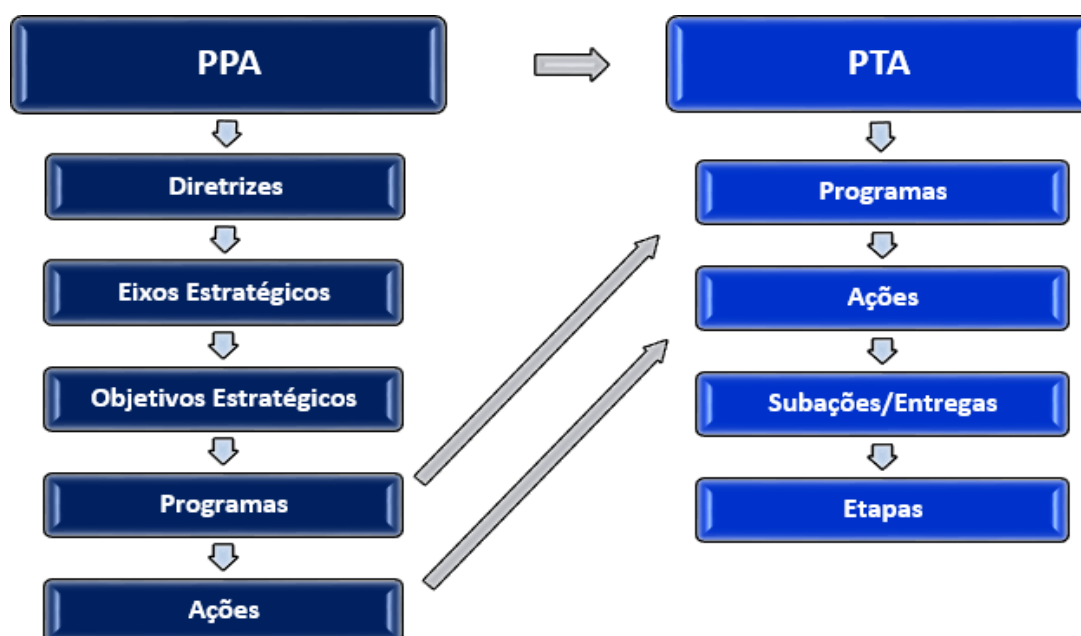 PPA
Diretrizes
Eixos Estratégicos
Objetivos Estratégicos
Programas
Ações
PTA
Programas
Ações
Subações/Entregas
Etapas